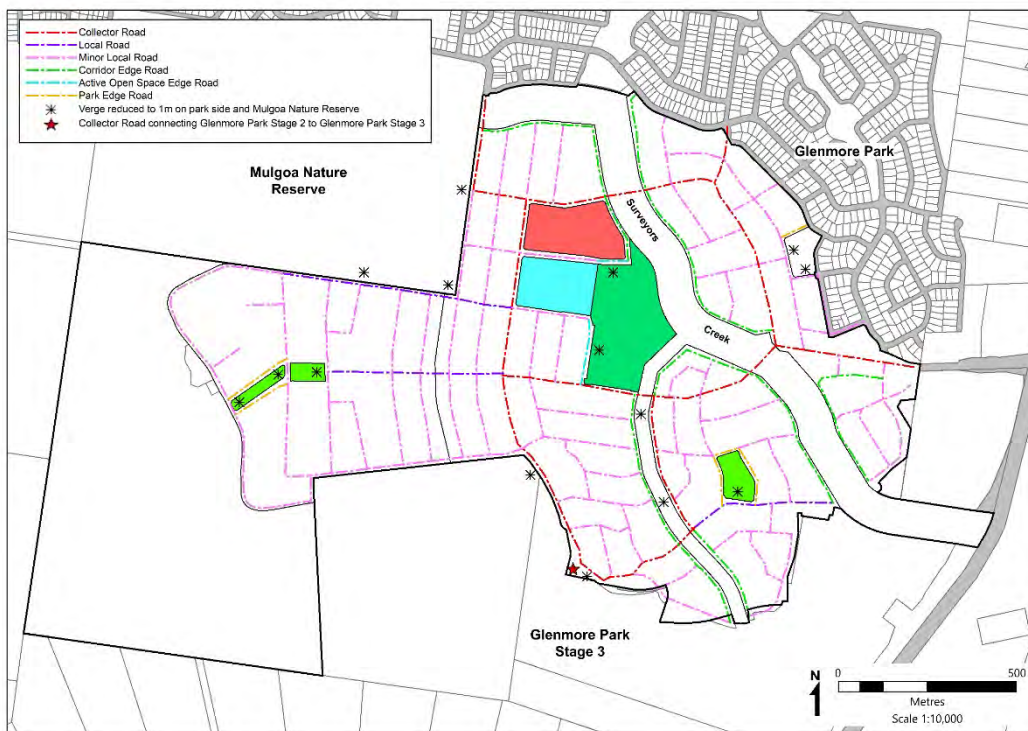 Collector Road
Local Road
Minor Local Road
Corridor Edge Road
Active Open Space Edge Road
Park Edge Road
Verge reduced to 1m on park side and Mulgoa Nature Reserve
Collector Road connecting Glenmore Park Stage 2 to Glenmore Park Stage 3
Glenmore Park
Mulgoa Nature
Reserve
Surveyors
Creek
Glenmore Park
Stage 3
N
0 500
Metres
Scale 1:10,000